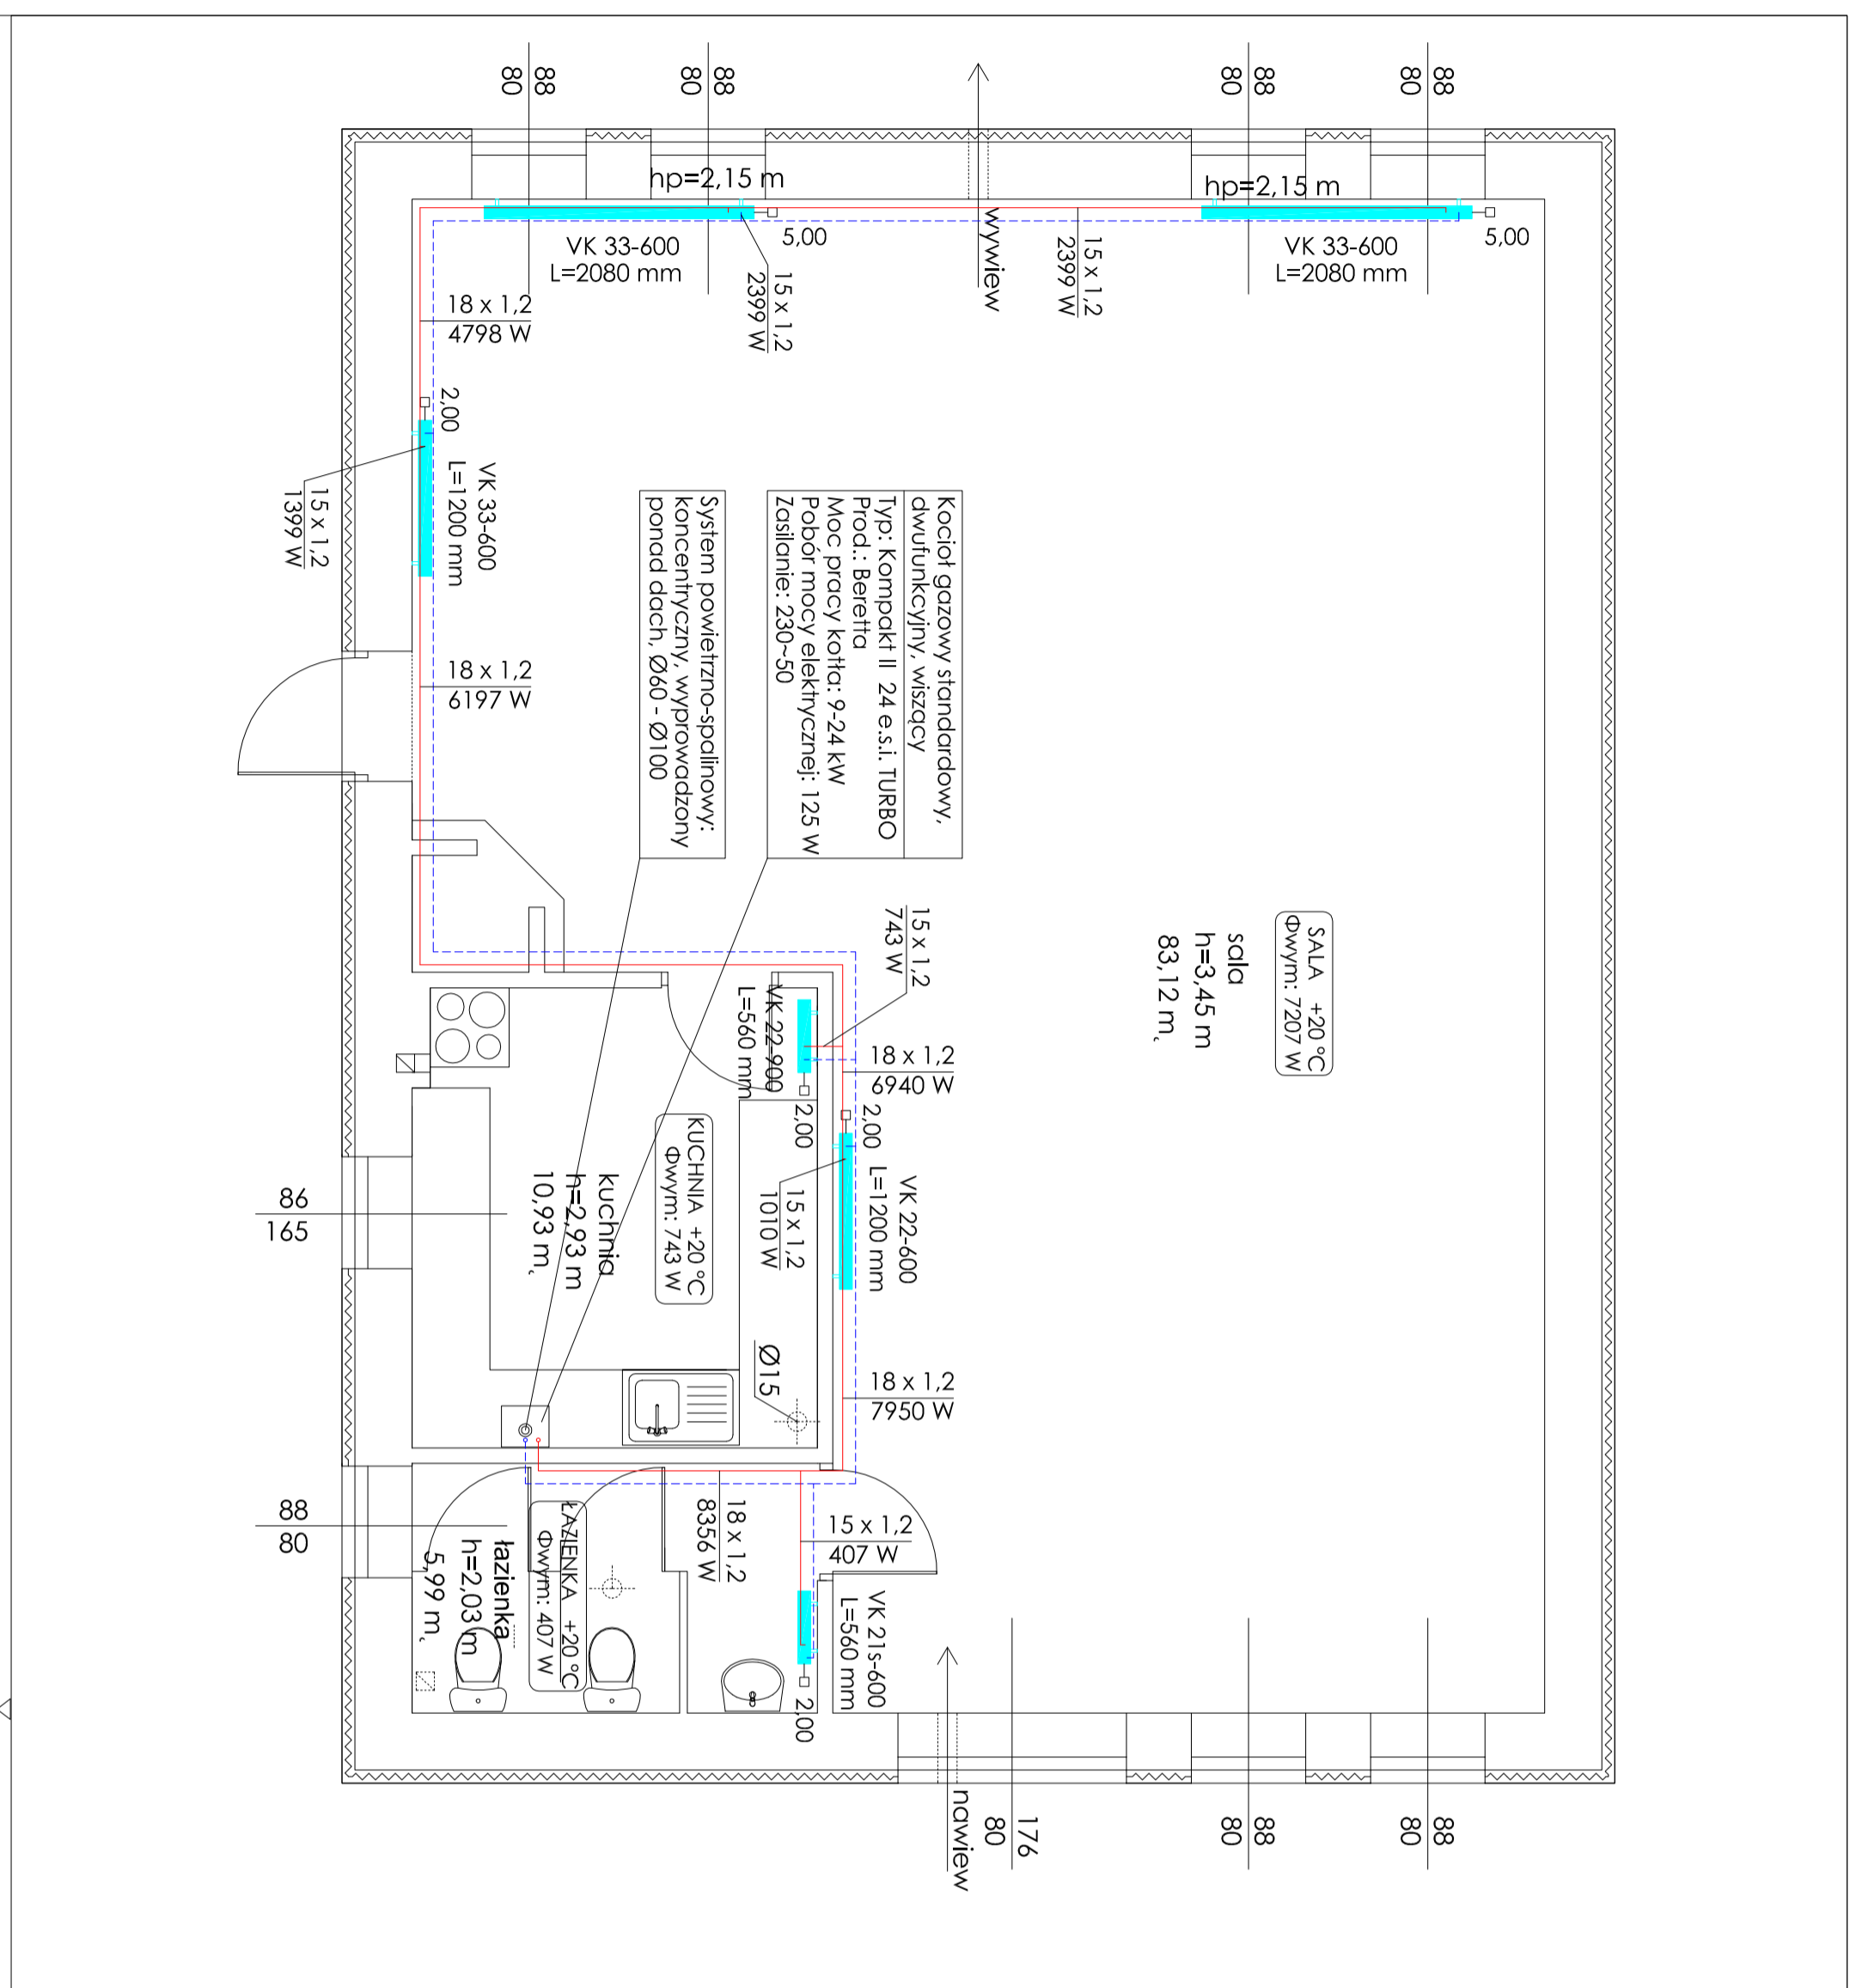 88
80
88
80
88
80
88
80
hp=2,15 m
hp=2,15 m
VK 33-600
L=2080 mm
5,00
VK 33-600
L=2080 mm
5,00
15 x 1,2
2399 W
wywiew
15 x 1,2
2399 W
18 x 1,2
4798 W
2,00
VK 33-600
L=1200 mm
15 x 1,2
1399 W
18 x 1,2
6197 W
Kocioł gazowy standardowy,
dwufunkcyjny, wiszący
Typ: Kompakt II 24 e.s.i. TURBO
Prod.: Beretta
Moc pracy kotła: 9-24 kW
Pobór mocy elektrycznej: 125 W
Zasilanie: 230~50
System powietrzno-spalinowy:
koncentryczny, wyprowadzony
ponad dach, Ø60 - Ø100
SALA +20 °C
Φwym: 7207 W
sala
h=3,45 m
83,12 m˛
15 x 1,2
743 W
VK 22-900
L=560 mm
2,00
18 x 1,2
6940 W
2,00
VK 22-600
L=1200 mm
15 x 1,2
1010 W
KUCHNIA +20 °C
Φwym: 743 W
kuchnia
h=2,93 m
10,93 m˛
86
165
Ø15
18 x 1,2
7950 W
18 x 1,2
8356 W
15 x 1,2
407 W
VK 21s-600
L=560 mm
2,00
ŁAZIENKA +20 °C
Φwym: 407 W
łazienka
h=2,03 m
5,99 m˛
88
80
nawiew
176
80
88
80
88
80